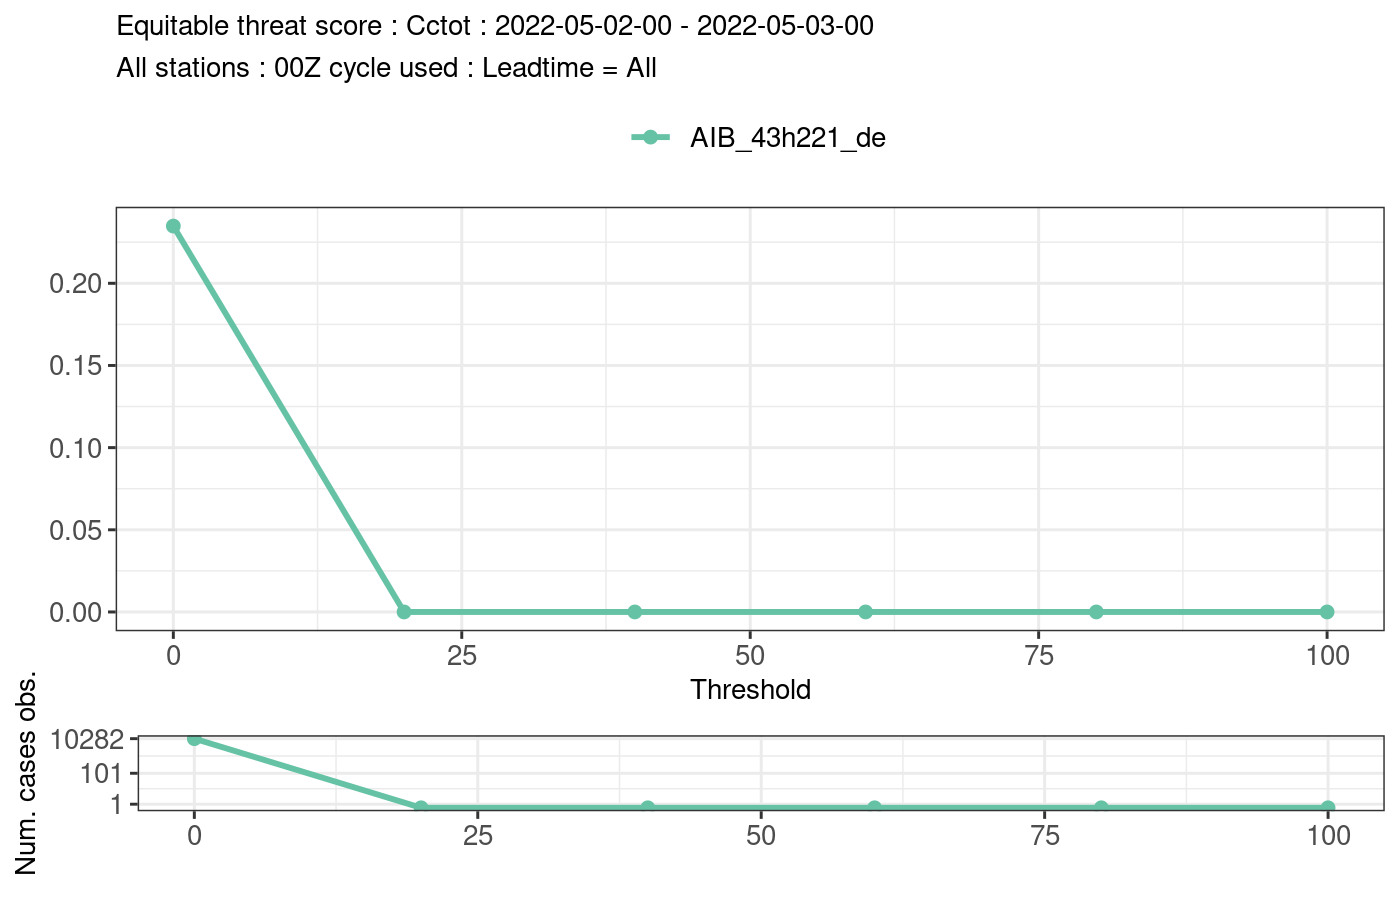 Equitable threat score : Cctot : 2022-05-02-00 - 2022-05-03-00
All stations : 00Z cycle used : Leadtime = All
AIB_43h221_de
0.20
0.15
0.10
0.05
0.00
0 25 50 75 100
Threshold
Num. cases obs.
10282
101
1
0 25 50 75 100